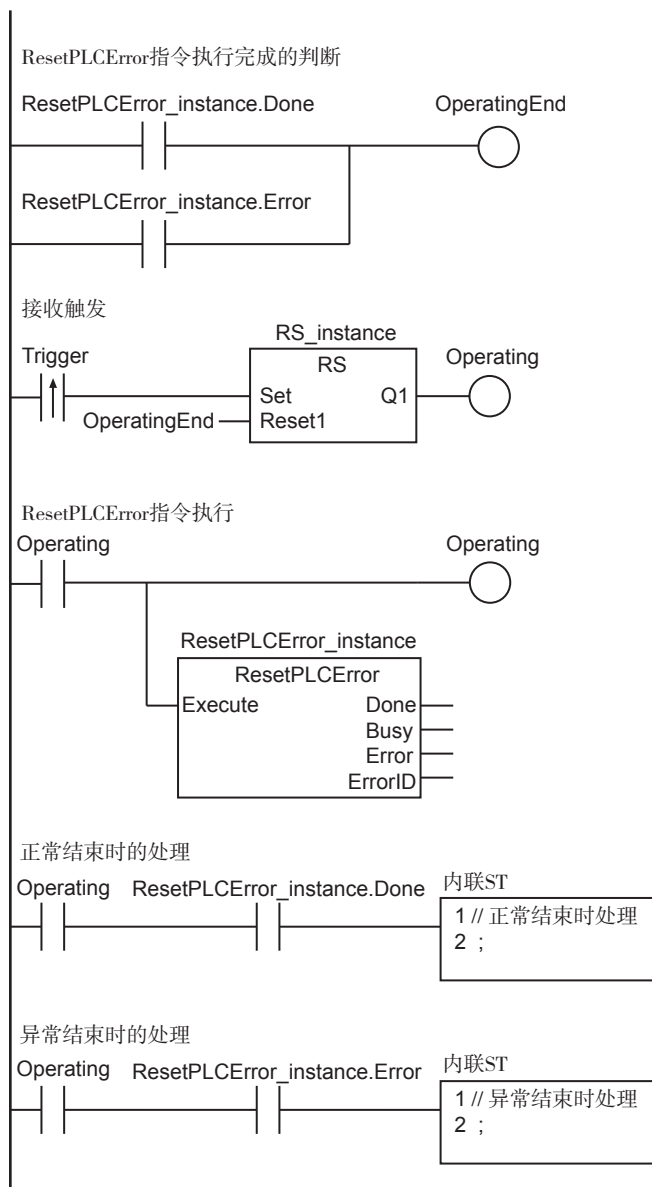 ResetPLCError指令执行完成的判断
ResetPLCError_instance.Done
OperatingEnd
ResetPLCError_instance.Error
接收触发
RS_instance
Trigger
RS
Operating
Set
Q1
OperatingEnd
Reset1
ResetPLCError指令执行
Operating
Operating
ResetPLCError_instance
ResetPLCError
Execute
Done
Busy
Error
ErrorID
正常结束时的处理
Operating
ResetPLCError_instance.Done
内联ST
1 // 正常结束时处理
2 ;
异常结束时的处理
Operating
ResetPLCError_instance.Error
内联ST
1 // 异常结束时处理
2 ;